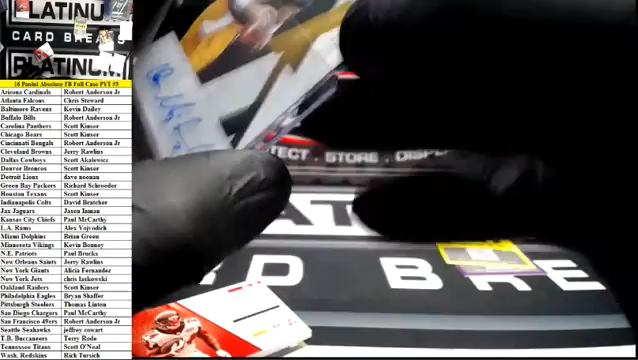 PLATINUM
CARD BREAKS
PLATINUM
16 Panini Absolute FB Full Case PYT #3
Arizona Cardinals Robert Anderson Jr
Atlanta Falcons Chris Steward
Baltimore Ravens Kevin Dailey
Buffalo Bills Robert Anderson Jr
Carolina Panthers Scott Kinser
Chicago Bears Scott Kinser
Cincinnati Bengals Robert Anderson Jr
Cleveland Browns Jerry Rawlins
Dallas Cowboys Scott Akalewicz
Denver Broncos Scott Kinser
Detroit Lions dave noonan
Green Bay Packers Richard Schroeder
Houston Texans Scott Kinser
Indianapolis Colts David Bratcher
Jax Jaguars Jason Inman
Kansas City Chiefs Paul McCarthy
L.A. Rams Alex Vojvodich
Miami Dolphins Brian Green
Minnesota Vikings Kevin Bonney
N.E. Patriots Paul Brucks
New Orleans Saints Jerry Rawlins
New York Giants Alicia Fernandez
New York Jets chris laskowski
Oakland Raiders Scott Kinser
Philadelphia Eagles Bryan Shaffer
Pittsburgh Steelers Thomas Linton
San Diego Chargers Paul McCarthy
San Francisco 49ers Robert Anderson Jr
Seattle Seahawks jeffrey cowart
T.B. Buccaneers Terry Rode
Tennessee Titans Scott O'Neal
Wash. Redskins Rich Tursich
TECT . STORE . DISPL
AT
RD BRE